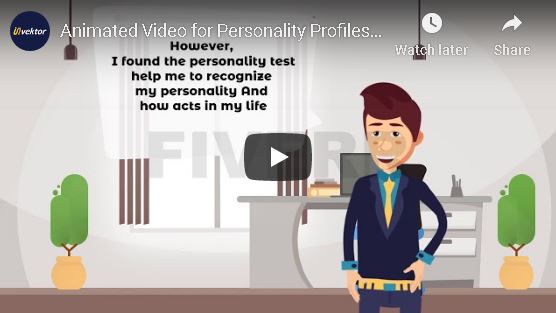 invektor
Animated Video for Personality Profiles...
Watch later
Share
However,
I found the personality test
help me to recognize
my personality And
how acts in my life